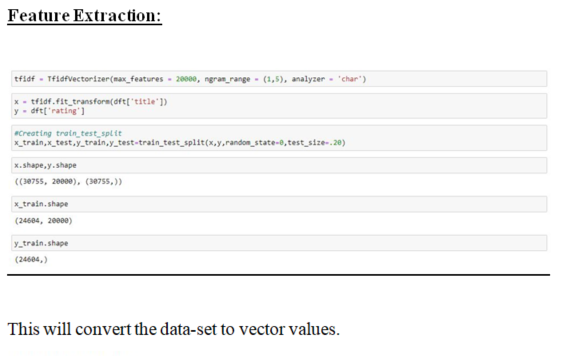 Feature Extraction:
tfidf = TfidfVectorizer(max_features = 20000, ngram_range = (1,5), analyzer = 'char')
x = tfidf.fit_transform(dft['title'])
y = dft['rating']
#Creating train_test_split
x_train,x_test,y_train,y_test=train_test_split(x,y,random_state=0,test_size=.20)
x.shape,y.shape
((30755, 20000), (30755,))
x_train.shape
(24604, 20000)
y_train.shape
(24604,)
This will convert the data-set to vector values.